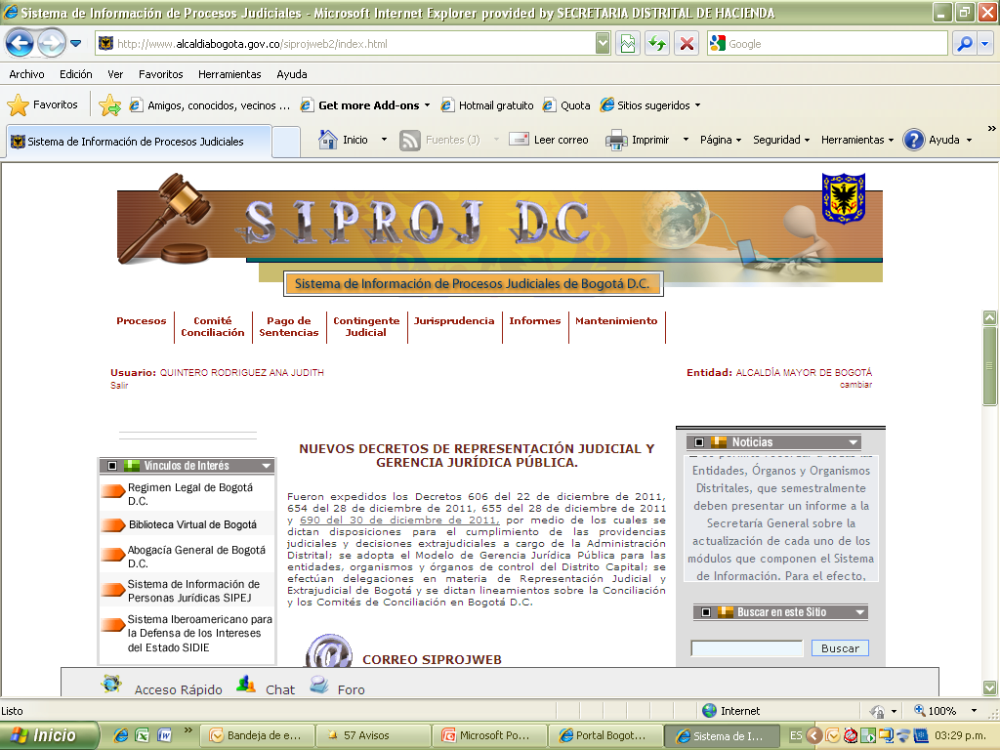 Sistema de Información de Procesos Judiciales - Microsoft Internet Explorer provided by SECRETARIA DISTRITAL DE HACIENDA
http://www.alcaldiabogota.gov.co/siprojweb2/index.html
Google
Archivo Edición Ver Favoritos Herramientas Ayuda
Favoritos Amigos, conocidos, vecinos ... Get more Add-ons Hotmail gratuito Quota Sitios sugeridos
Sistema de Información de Procesos Judiciales
Inicio Fuentes (J) Leer correo Imprimir Página Seguridad Herramientas Ayuda »
SIPROJ DC
Sistema de Información de Procesos Judiciales de Bogotá D.C.
Procesos
Comité
Conciliación
Pago de
Sentencias
Contingente
Judicial
Jurisprudencia
Informes
Mantenimiento
Usuario: QUINTERO RODRIGUEZ ANA JUDITH
Salir
Entidad: ALCALDÍA MAYOR DE BOGOTÁ
cambiar
Vinculos de Interés
Regimen Legal de Bogotá
D.C.
Biblioteca Virtual de Bogotá
Abogacía General de Bogotá
D.C.
Sistema de Información de
Personas Jurídicas SIPEJ
Sistema Iberoamericano para
la Defensa de los Intereses
del Estado SIDIE
NUEVOS DECRETOS DE REPRESENTACIÓN JUDICIAL Y
GERENCIA JURÍDICA PÚBLICA.
Fueron expedidos los Decretos 606 del 22 de diciembre de 2011,
654 del 28 de diciembre de 2011, 655 del 28 de diciembre de 2011
y 690 del 30 de diciembre de 2011, por medio de los cuales se
dictan disposiciones para el cumplimiento de las providencias
judiciales y decisiones extrajudiciales a cargo de la Administración
Distrital; se adopta el Modelo de Gerencia Jurídica Pública para las
entidades, organismos y órganos de control del Distrito Capital; se
efectúan delegaciones en materia de Representación Judicial y
Extrajudicial de Bogotá y se dictan lineamientos sobre la Conciliación
y los Comités de Conciliación en Bogotá D.C.
@ CORREO SIPROJWEB
Noticias
Entidades, Órganos y Organismos
Distritales, que semestralmente
deben presentar un informe a la
Secretaría General sobre la
actualización de cada uno de los
módulos que componen el Sistema
de Información. Para el efecto,
Buscar en este Sitio
Buscar
Acceso Rápido Chat Foro
Listo Internet 100%
Inicio » Bandeja de e... 57 Avisos Microsoft Po... Portal Bogot... Sistema de I... ES 03:29 p.m.